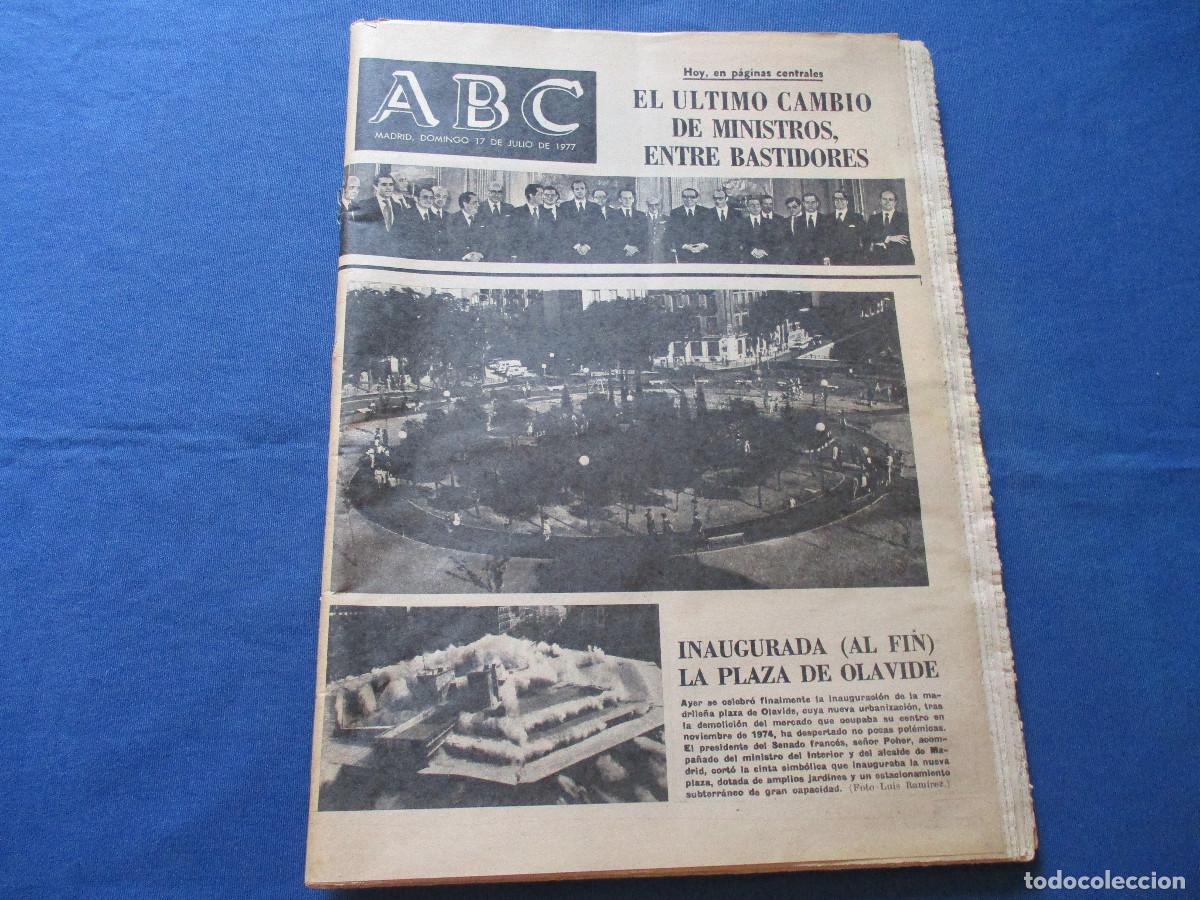 ABC
MADRID, DOMINGO 17 DE JULIO DE 1977
Hoy, en páginas centrales
EL ULTIMO CAMBIO
DE MINISTROS,
ENTRE BASTIDORES
INAUGURADA (AL FIN)
LA PLAZA DE OLAVIDE
Ayer se celebró finalmente la inauguración de la ma-
drileña plaza de Olavide, cuya nueva urbanización, tras
la demolición del mercado que ocupaba su centro en
noviembre de 1974, ha despertado no pocas polémicas.
El presidente del Senado francés, señor Poher, acom-
pañado del ministro del Interior y del alcalde de Ma-
drid, cortó la cinta simbólica que inauguraba la nueva
plaza, dotada de amplios jardines y un estacionamiento
subterráneo de gran capacidad. (Foto Luis Ramírez.)
todocoleccion